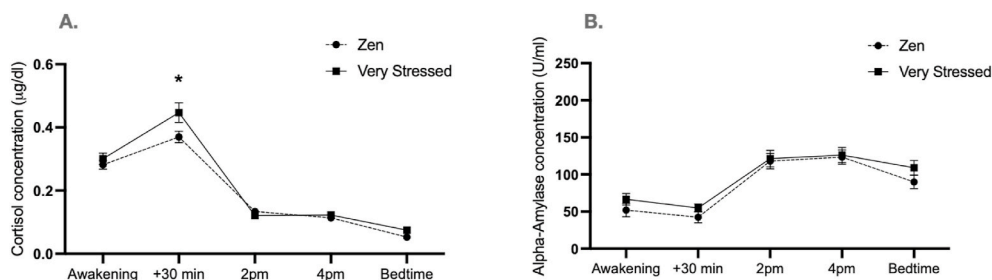 A.
Zen
Very Stressed
Cortisol concentration (µg/dl)
0.6
0.4
0.2
0.0
*
Awakening +30 min 2pm 4pm Bedtime
B.
Zen
Very Stressed
Alpha-Amylase concentration (U/ml)
250
200
150
100
50
0
Awakening +30 min 2pm 4pm Bedtime